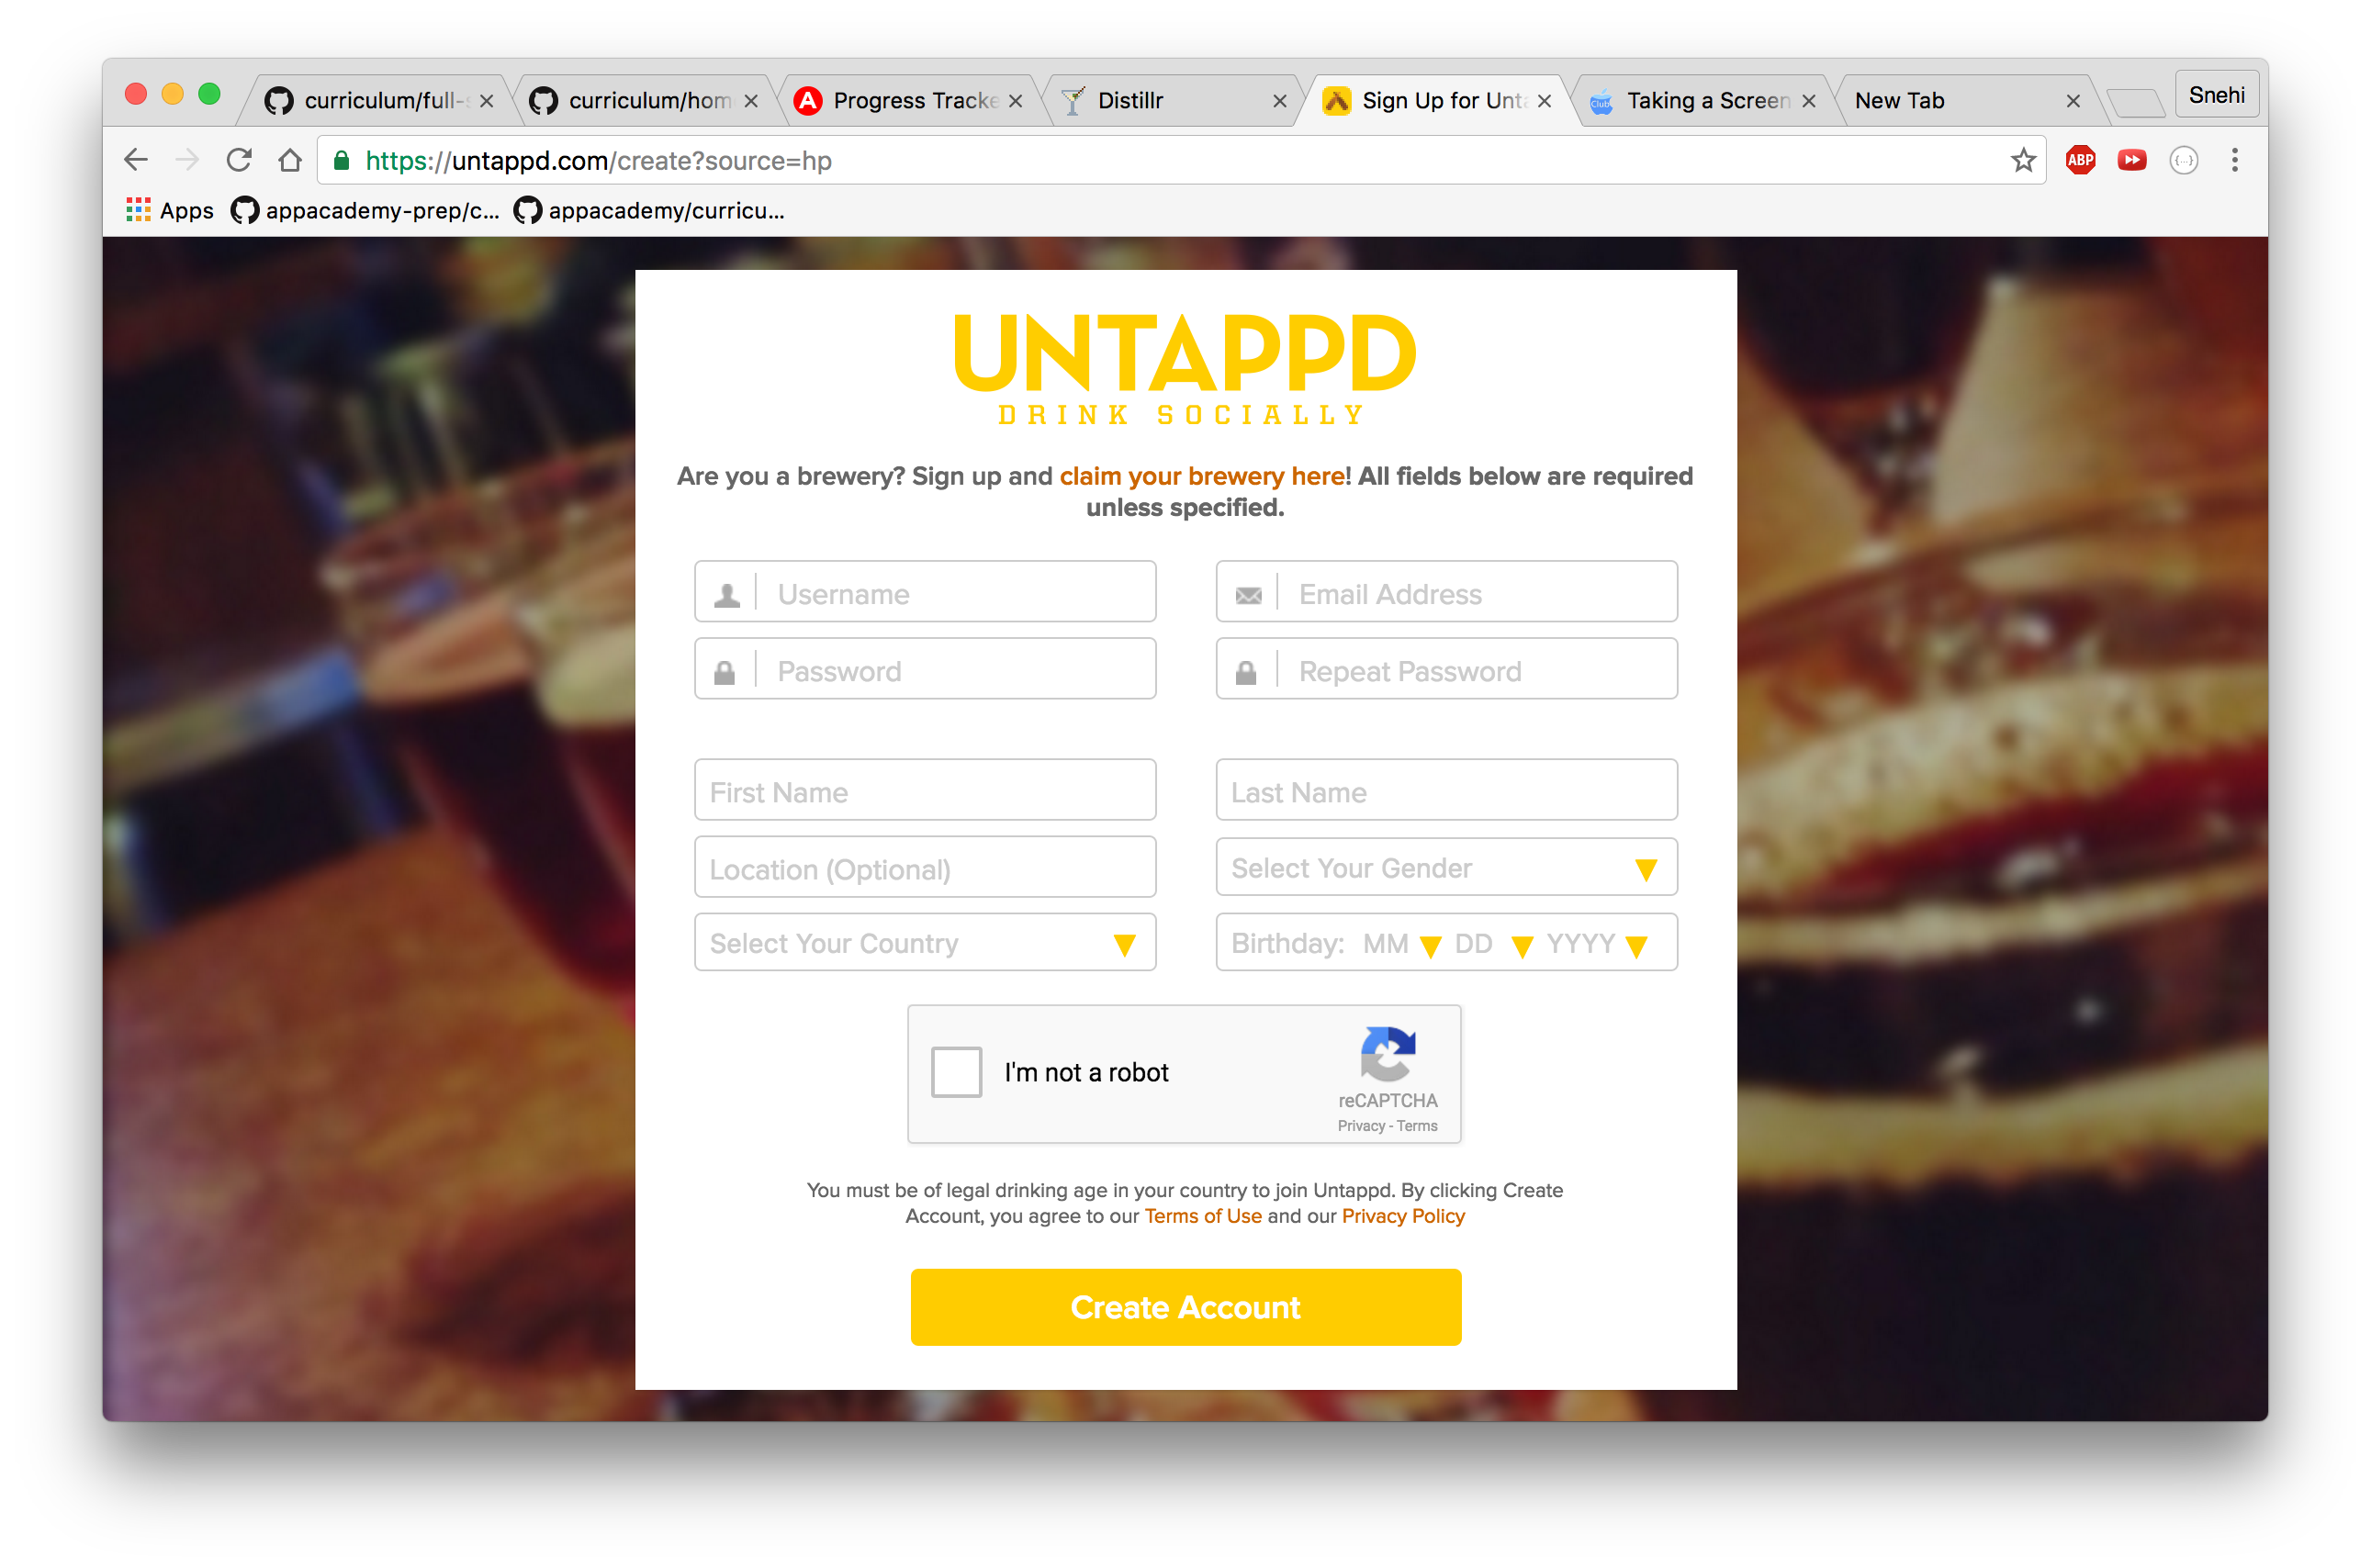 curriculum/full-s
curriculum/hom
Progress Tracke
Distillr
Sign Up for Unta
Club
Taking a Screen
New Tab
Snehi
https://untappd.com/create?source=hp
ABP
Apps
appacademy-prep/c...
appacademy/curricu...
UNTAPPD
DRINK SOCIALLY
Are you a brewery? Sign up and claim your brewery here! All fields below are required
unless specified.
Username
Email Address
Password
Repeat Password
First Name
Last Name
Location (Optional)
Select Your Gender
Select Your Country
Birthday: MM DD YYYY
I'm not a robot
reCAPTCHA
Privacy - Terms
You must be of legal drinking age in your country to join Untappd. By clicking Create
Account, you agree to our Terms of Use and our Privacy Policy
Create Account